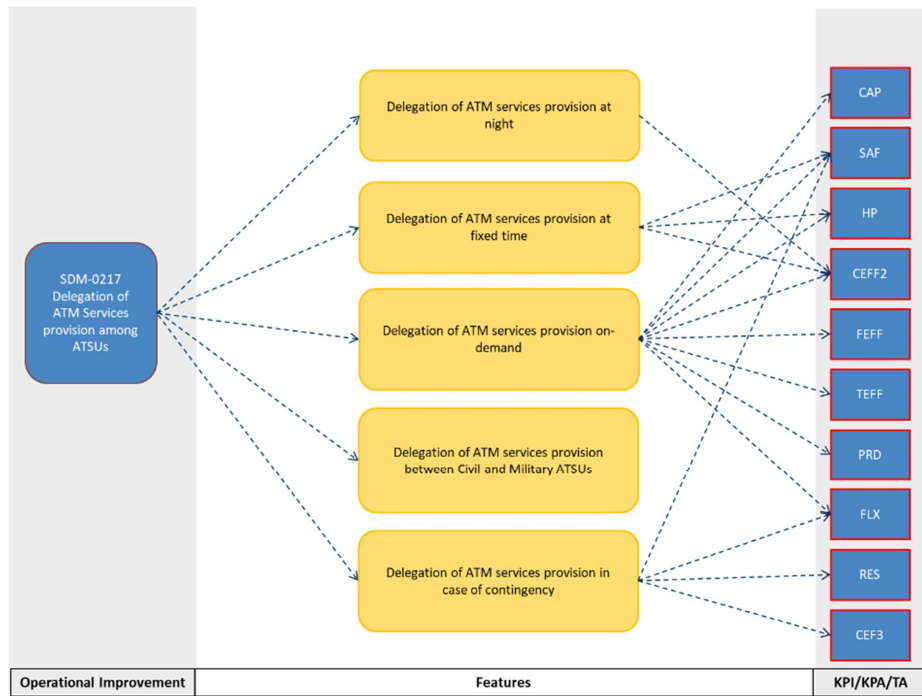 Delegation of ATM services provision at
night
Delegation of ATM services provision at
fixed time
SDM-0217
Delegation of
ATM Services
provision among
ATSUs
Delegation of ATM services provision on-
demand
Delegation of ATM services provision
between Civil and Military ATSUs
Delegation of ATM services provision in
case of contingency
CAP
SAF
HP
CEFF2
FEFF
TEFF
PRD
FLX
RES
CEF3
Operational Improvement
Features
KPI/KPA/TA